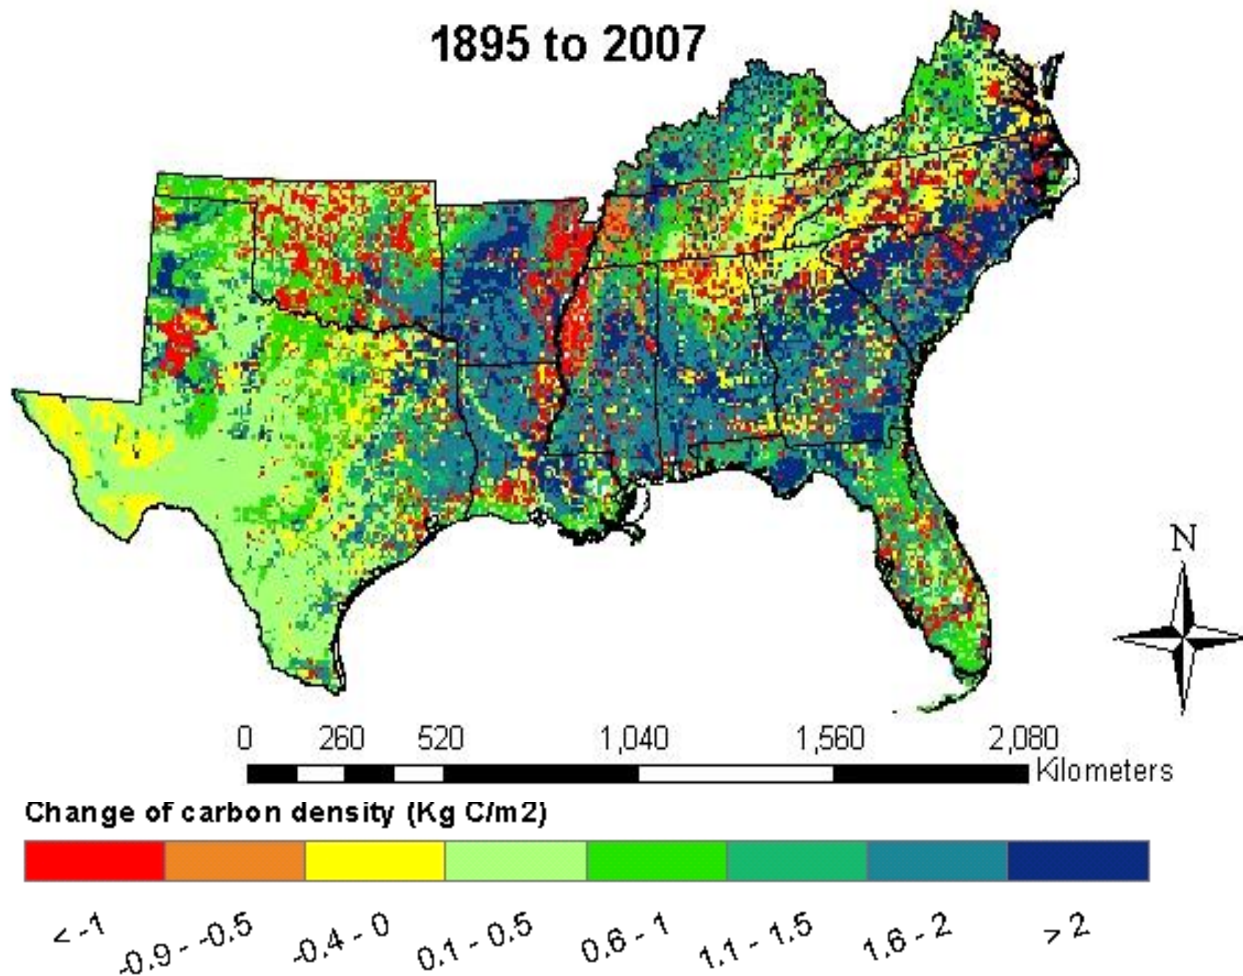 1895 to 2007
N
0 260 520 1,040 1,560 2,080
Kilometers
Change of carbon density (Kg C/m2)
< -1 -0.9 - -0.5 -0.4 - 0 0.1 - 0.5 0.6 - 1 1.1 - 1.5 1.6 - 2 > 2